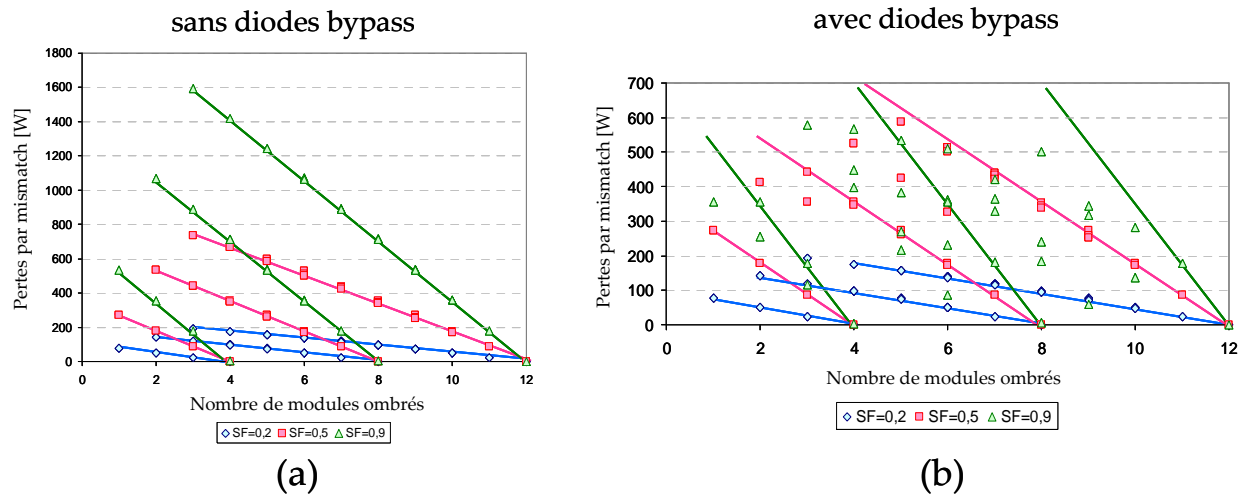 sans diodes bypass
1800
1600
1400
1200
1000
800
600
400
200
0
Pertes par mismatch [W]
0 2 4 6 8 10 12
Nombre de modules ombrés
SF=0,2 SF=0,5 SF=0,9
(a)
avec diodes bypass
700
600
500
400
300
200
100
0
Pertes par mismatch [W]
0 2 4 6 8 10 12
Nombre de modules ombrés
SF=0,2 SF=0,5 SF=0,9
(b)